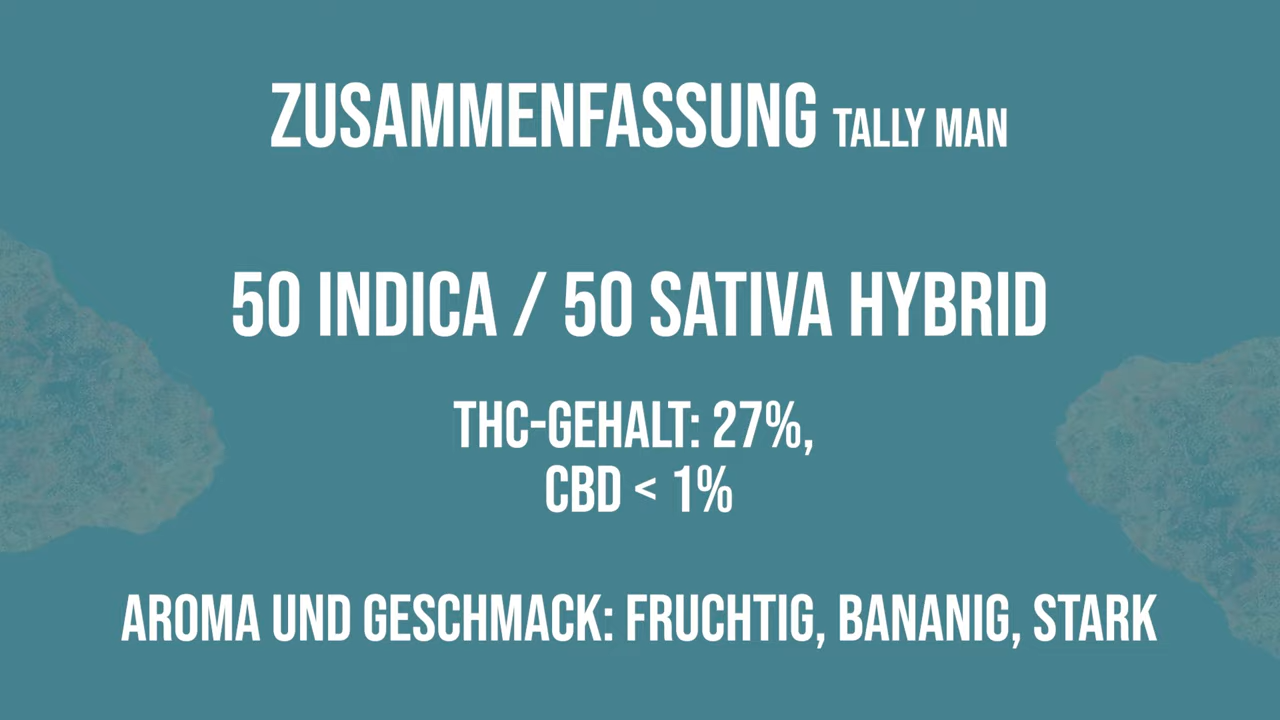 ZUSAMMENFASSUNG TALLY MAN
50 INDICA / 50 SATIVA HYBRID
THC-GEHALT: 27%,
CBD < 1%
AROMA UND GESCHMACK: FRUCHTIG, BANANIG, STARK